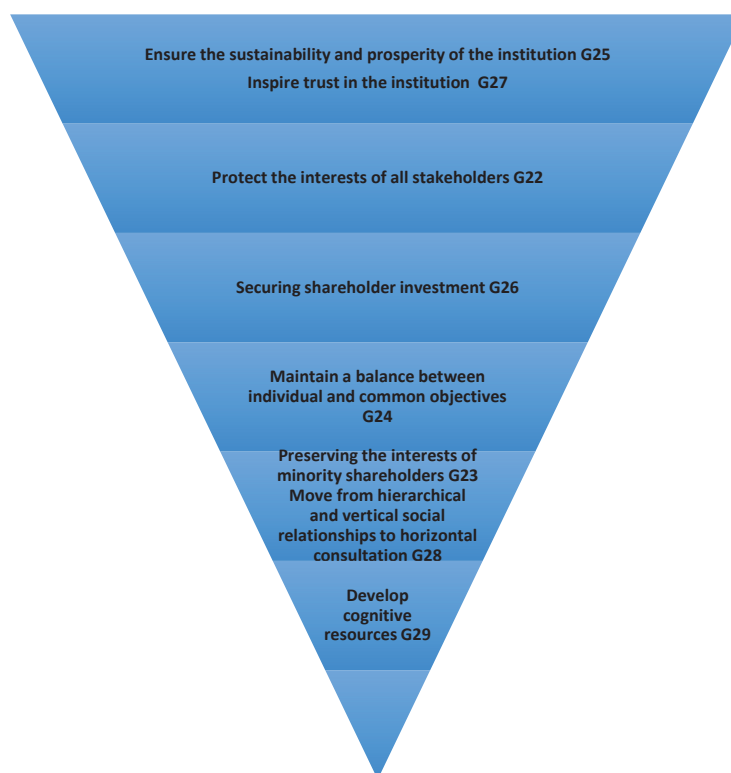 Ensure the sustainability and prosperity of the institution G25
Inspire trust in the institution G27
Protect the interests of all stakeholders G22
Securing shareholder investment G26
Maintain a balance between
individual and common objectives
G24
Preserving the interests of
minority shareholders G23
Move from hierarchical
and vertical social
relationships to horizontal
consultation G28
Develop
cognitive
resources G29